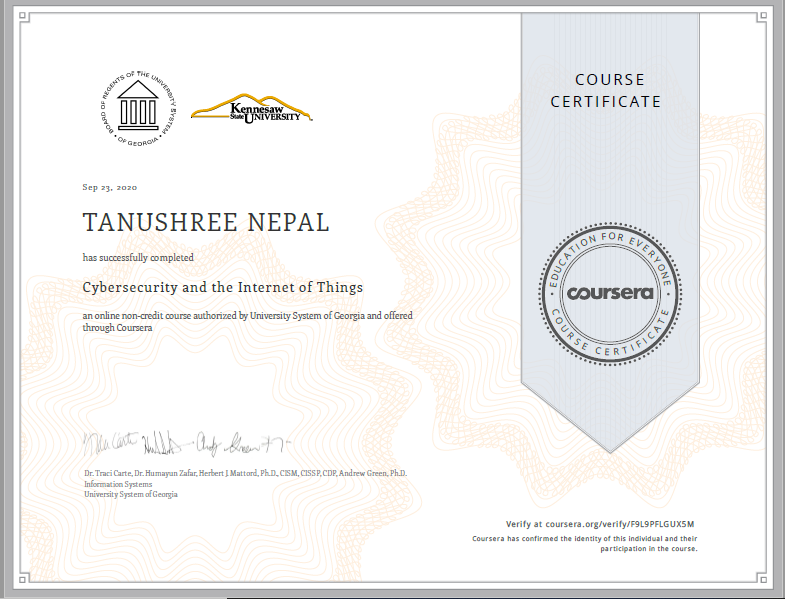 BOARD OF REGENTS OF THE UNIVERSITY SYSTEM
• OF GEORGIA •
Kennesaw
State UNIVERSITY
COURSE
CERTIFICATE
Sep 23, 2020
TANUSHREE NEPAL
has successfully completed
Cybersecurity and the Internet of Things
an online non-credit course authorized by University System of Georgia and offered
through Coursera
EDUCATION FOR EVERYONE
coursera
COURSE CERTIFICATE
Dr. Traci Carte, Dr. Humayun Zafar, Herbert J. Mattord, Ph.D., CISM, CISSP, CDP, Andrew Green, Ph.D.
Information Systems
University System of Georgia
Verify at coursera.org/verify/F9L9PFLGUX5M
Coursera has confirmed the identity of this individual and their
participation in the course.